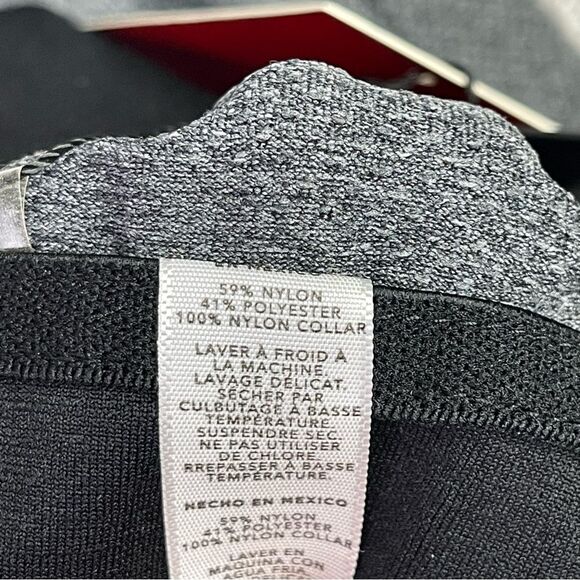 59% NYLON
41% POLYESTER
100% NYLON COLLAR
LAVER À FROID À
LA MACHINE.
LAVAGE DÉLICAT.
SÉCHER PAR
CULBUTAGE À BASSE
TEMPÉRATURE.
SUSPENDRE SEC.
NE PAS UTILISER
DE CHLORE.
RREPASSER À BASSE
TEMPÉRATURE.
HECHO EN MEXICO
59% NYLON
41% POLYESTER
100% NYLON COLLAR
LAVER EN
MAQUINA CON
AGUA FRIA